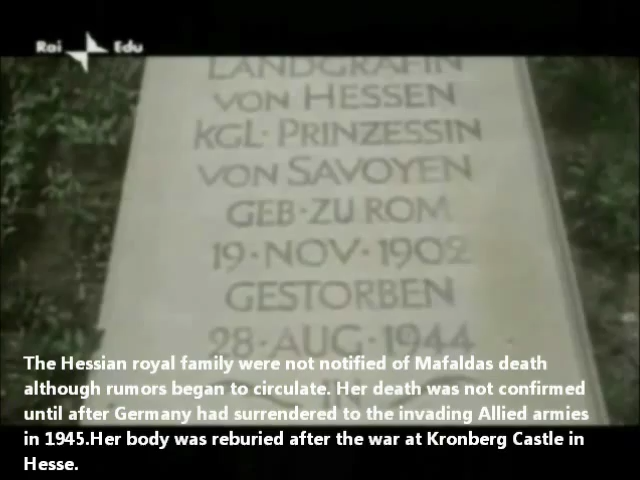 Rai Edu
LANDGRÄFIN
VON HESSEN
KGL· PRINZESSIN
VON SAVOYEN
GEB·ZU ROM
19·NOV·1902
GESTORBEN
28·AUG·1944
The Hessian royal family were not notified of Mafaldas death
although rumors began to circulate. Her death was not confirmed
until after Germany had surrendered to the invading Allied armies
in 1945.Her body was reburied after the war at Kronberg Castle in
Hesse.